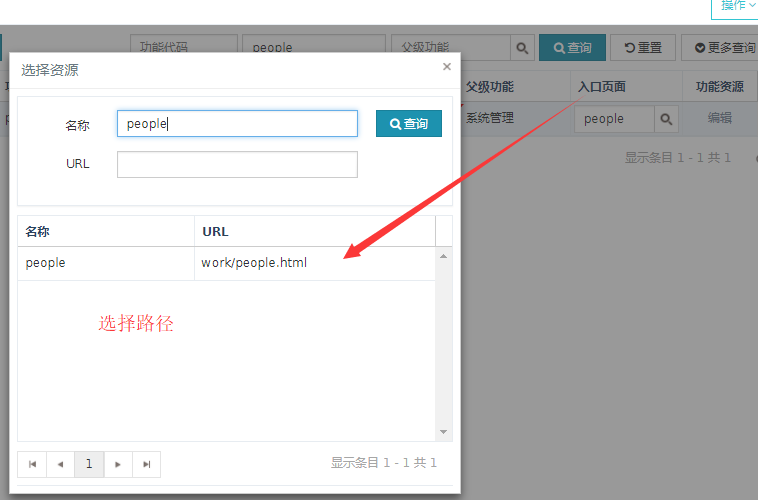 操作
功能代码 people 父级功能 查询 重置 更多查询
选择资源 ×
父级功能 入口页面 功能资源
系统管理 people 编辑
名称 people 查询
URL
显示条目 1 - 1 共 1
名称 URL
people work/people.html
选择路径
1 显示条目 1 - 1 共 1